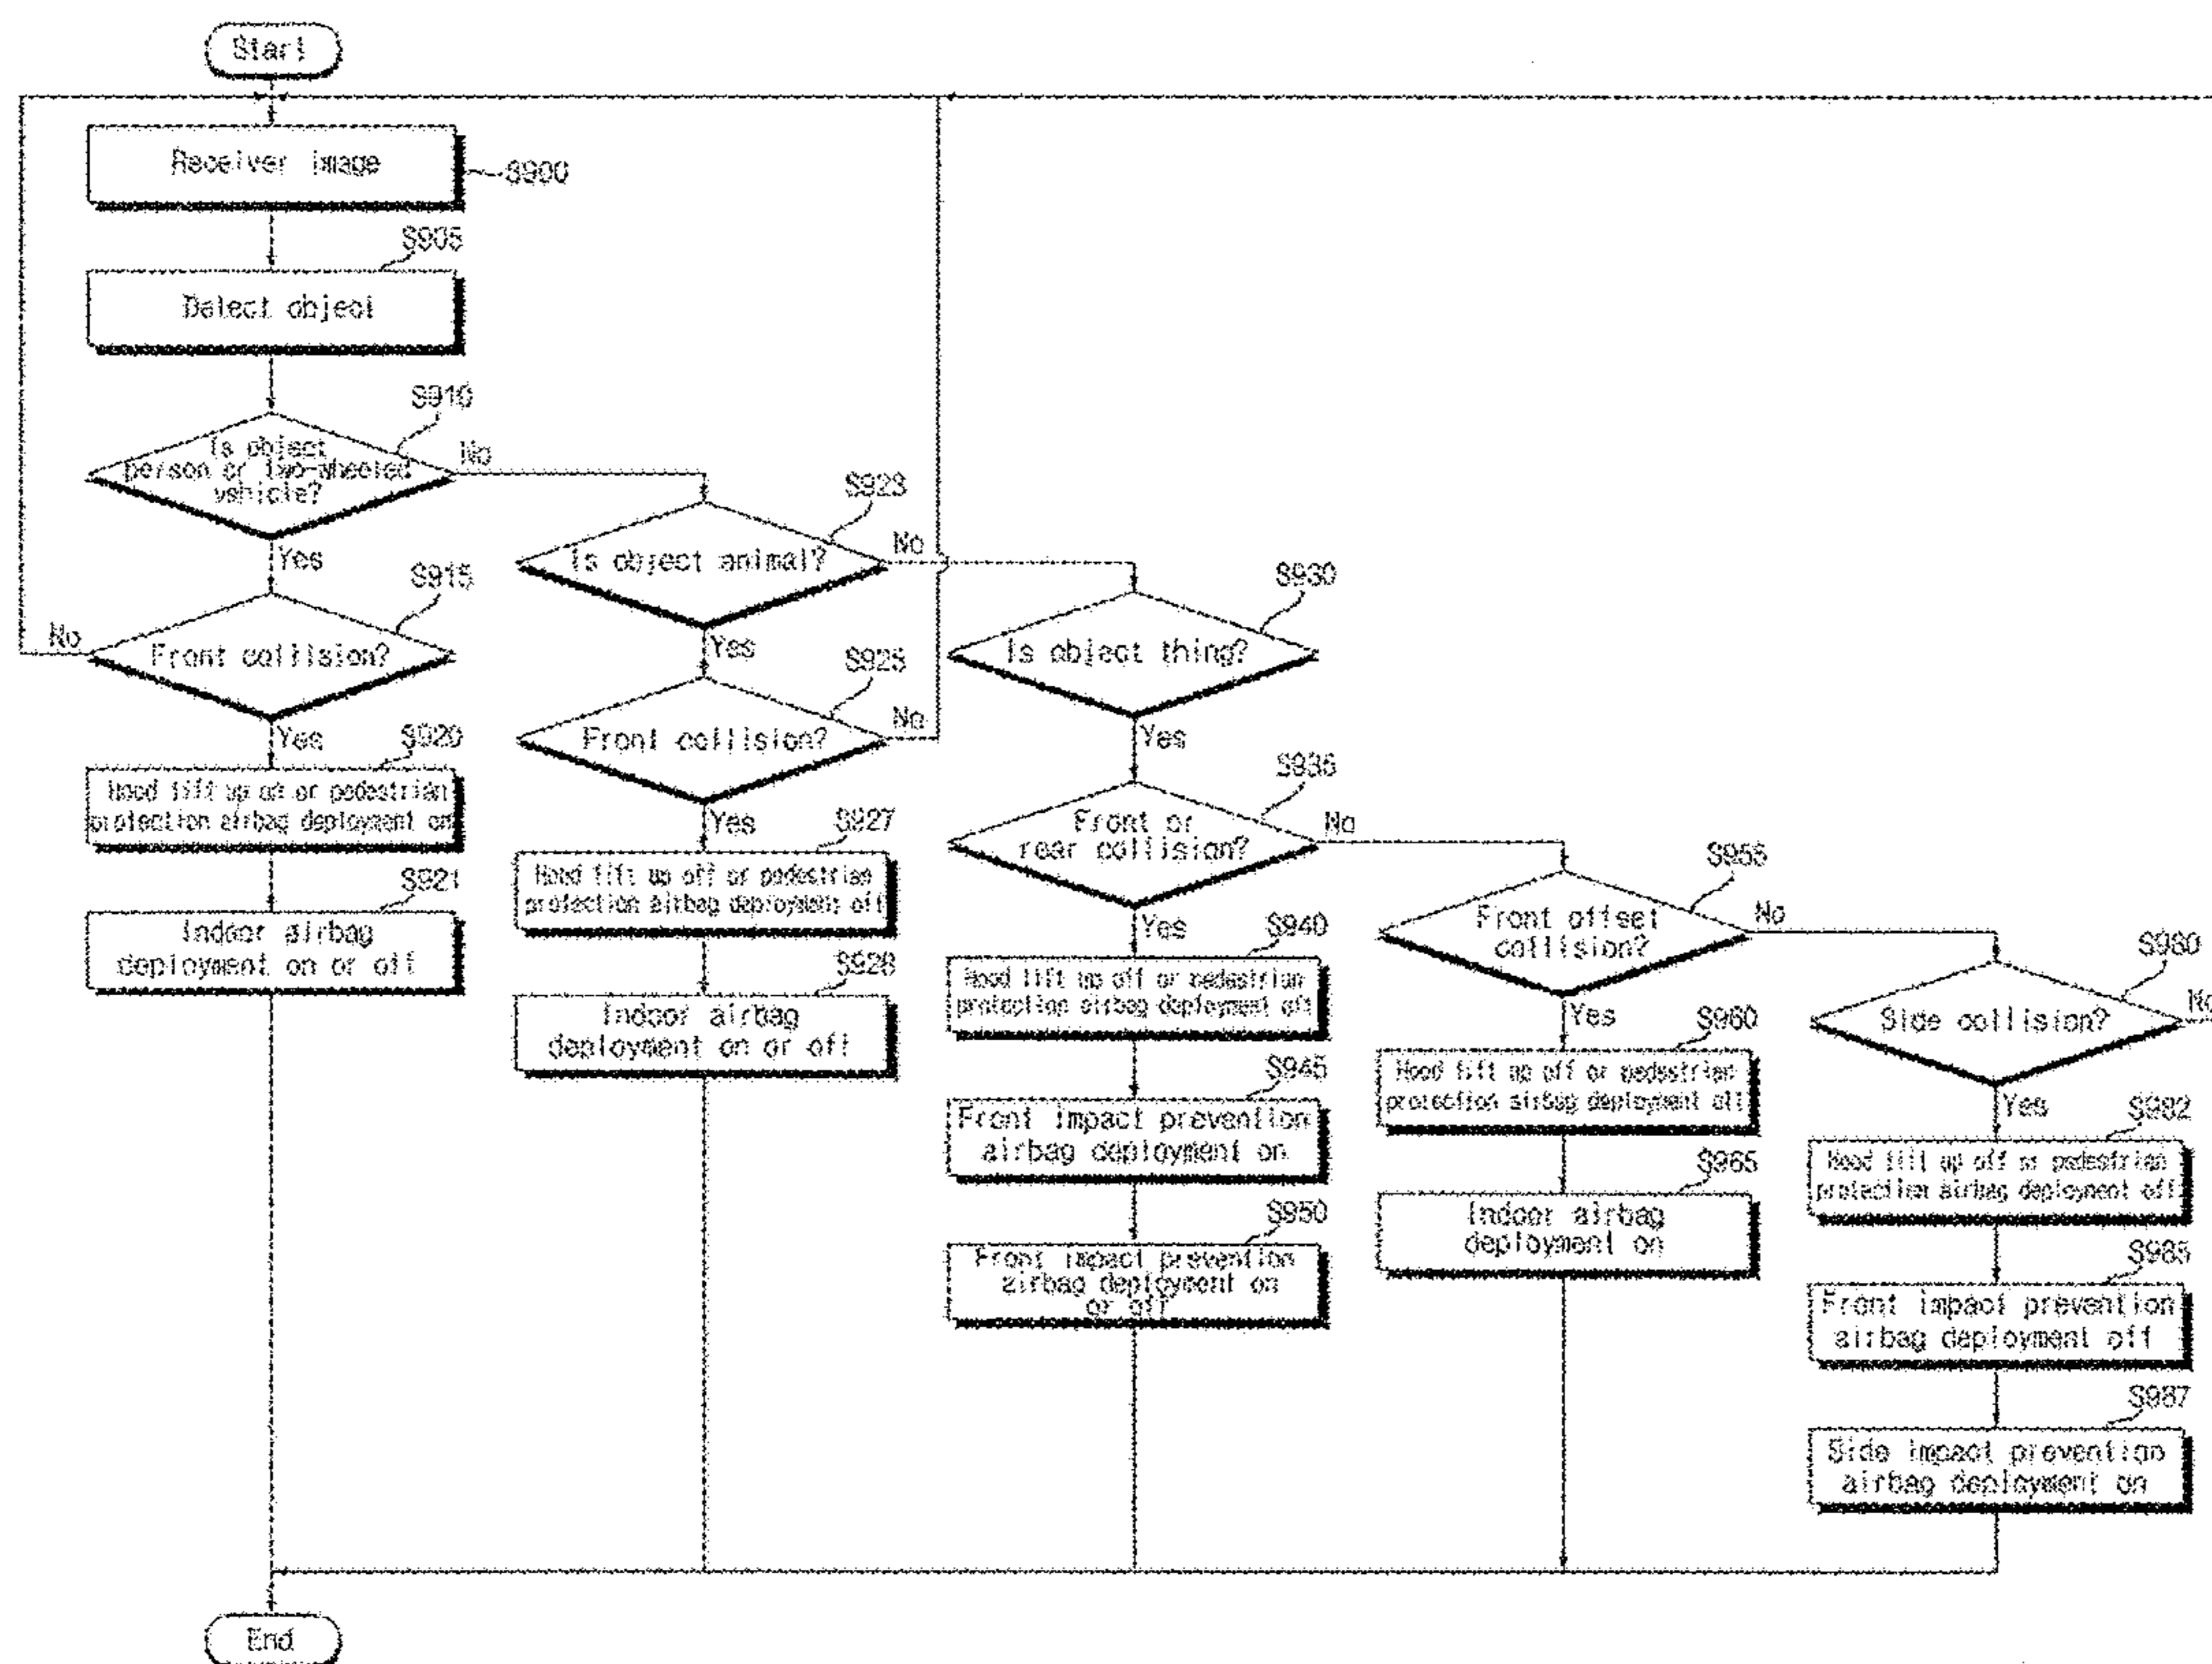 Start
Receiver image
S900
S905
Detect object
S910
Is object
person or two-wheeled
vehicle?
No
Yes
S915
Front collision?
No
Yes
S920
Hood lift up on or pedestrian
protection airbag deployment on
S921
Indoor airbag
deployment on or off
S923
Is object animal?
No
Yes
S925
Front collision?
No
Yes
S927
Hood lift up off or pedestrian
protection airbag deployment off
S928
Indoor airbag
deployment on or off
S930
Is object thing?
Yes
S935
Front or
rear collision?
No
Yes
S940
Hood lift up off or pedestrian
protection airbag deployment off
S945
Front impact prevention
airbag deployment on
S950
Front impact prevention
airbag deployment on
or off
S955
Front offset
collision?
No
Yes
S960
Hood lift up off or pedestrian
protection airbag deployment off
S965
Indoor airbag
deployment on
S980
Side collision?
No
Yes
S982
Hood lift up off or pedestrian
protection airbag deployment off
S985
Front impact prevention
airbag deployment off
S987
Side impact prevention
airbag deployment on
End